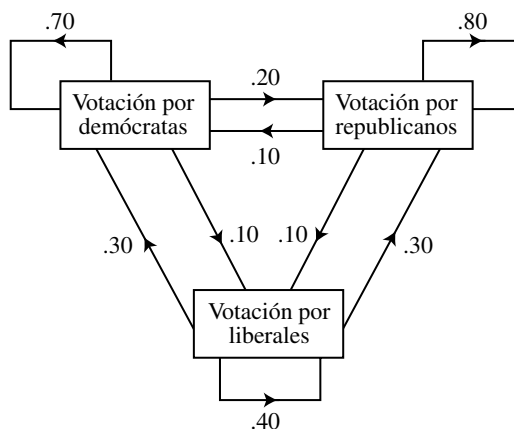 .70
.80
.20
Votación por
demócratas
Votación por
republicanos
.10
.30
.10
.10
.30
Votación por
liberales
.40